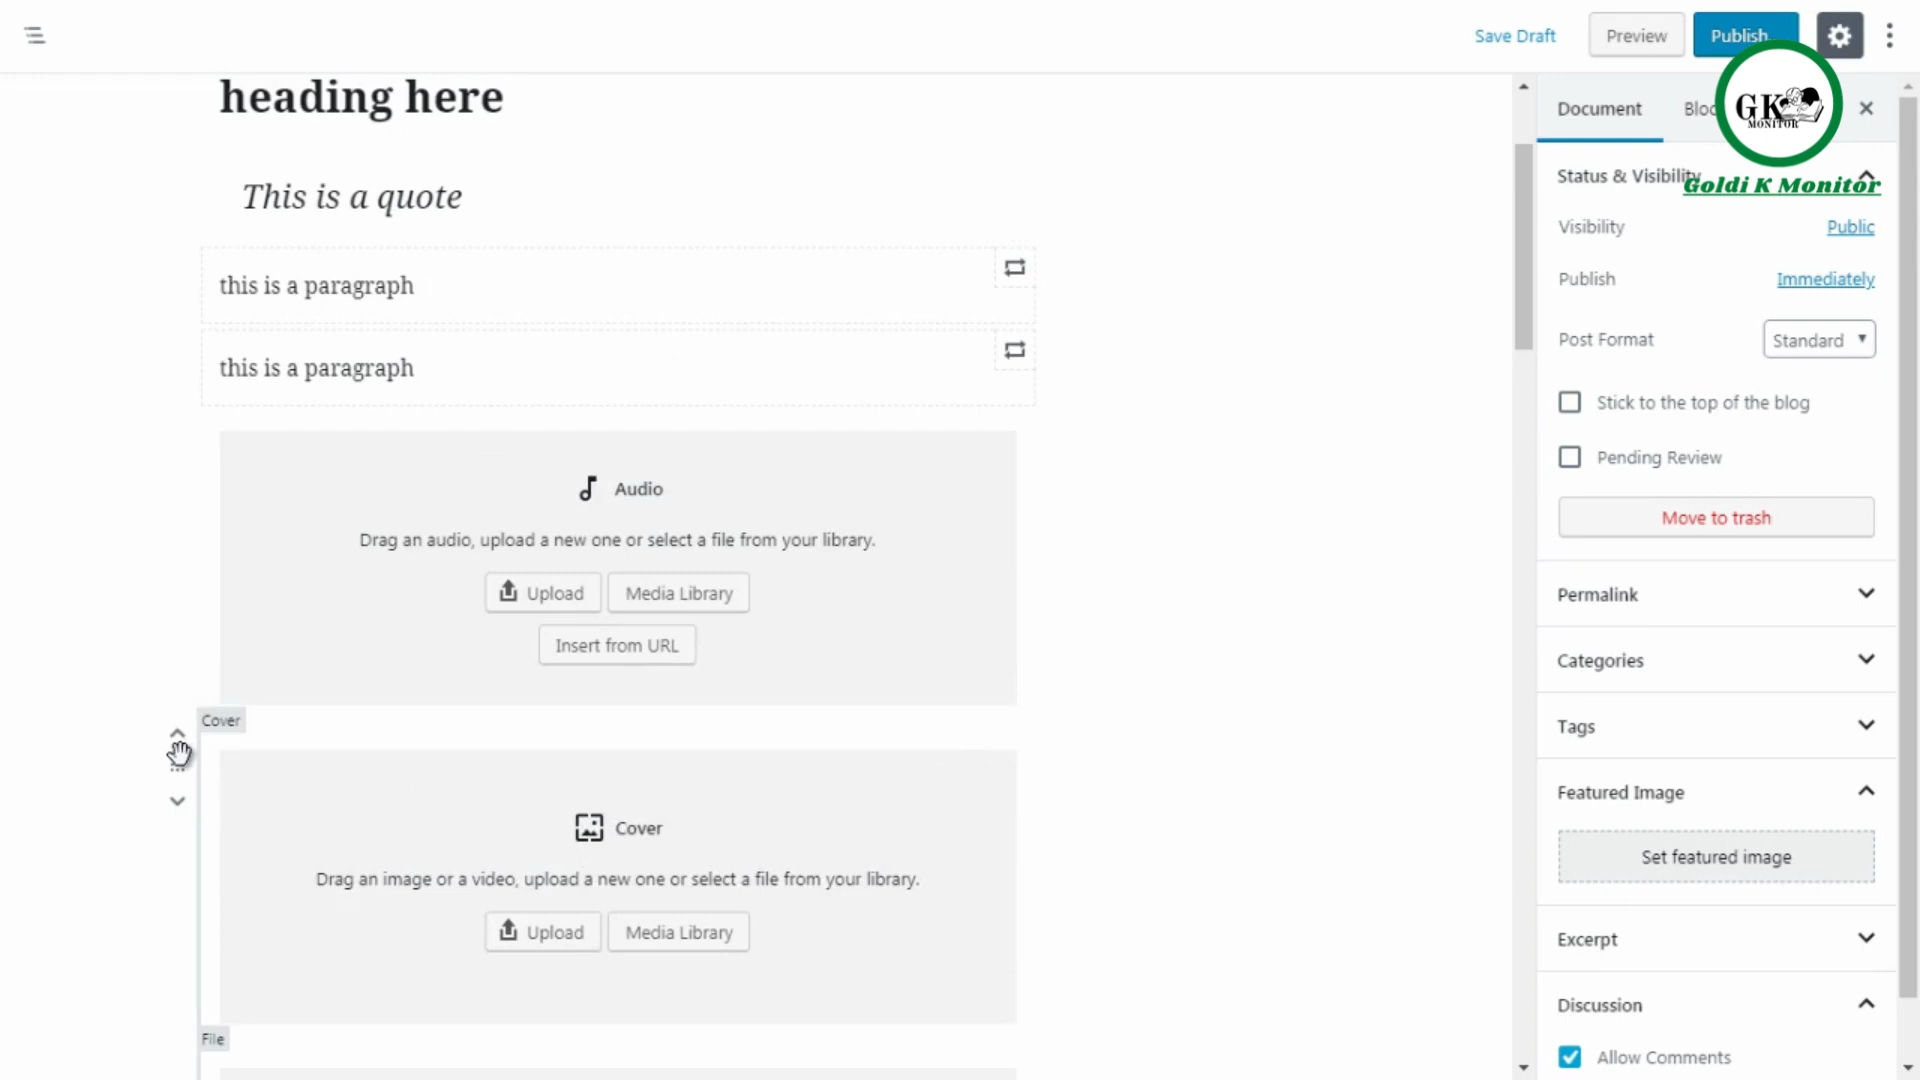 Save Draft
Preview
Publish...
heading here
This is a quote
this is a paragraph
this is a paragraph
Audio
Drag an audio, upload a new one or select a file from your library.
Upload
Media Library
Insert from URL
Cover
Cover
Drag an image or a video, upload a new one or select a file from your library.
Upload
Media Library
File
Document
Bloc
GK
MONITOR
Goldi K Monitor
Status & Visibility
Visibility
Public
Publish
Immediately
Post Format
Standard
Stick to the top of the blog
Pending Review
Move to trash
Permalink
Categories
Tags
Featured Image
Set featured image
Excerpt
Discussion
Allow Comments